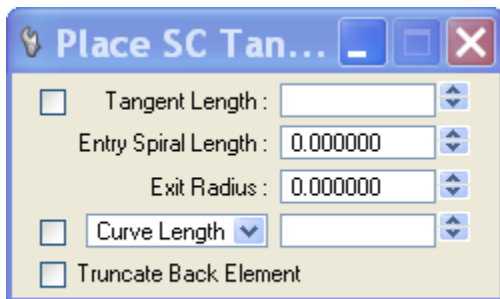 Place SC Tan...
Tangent Length :
Entry Spiral Length : 0.000000
Exit Radius : 0.000000
Curve Length
Truncate Back Element